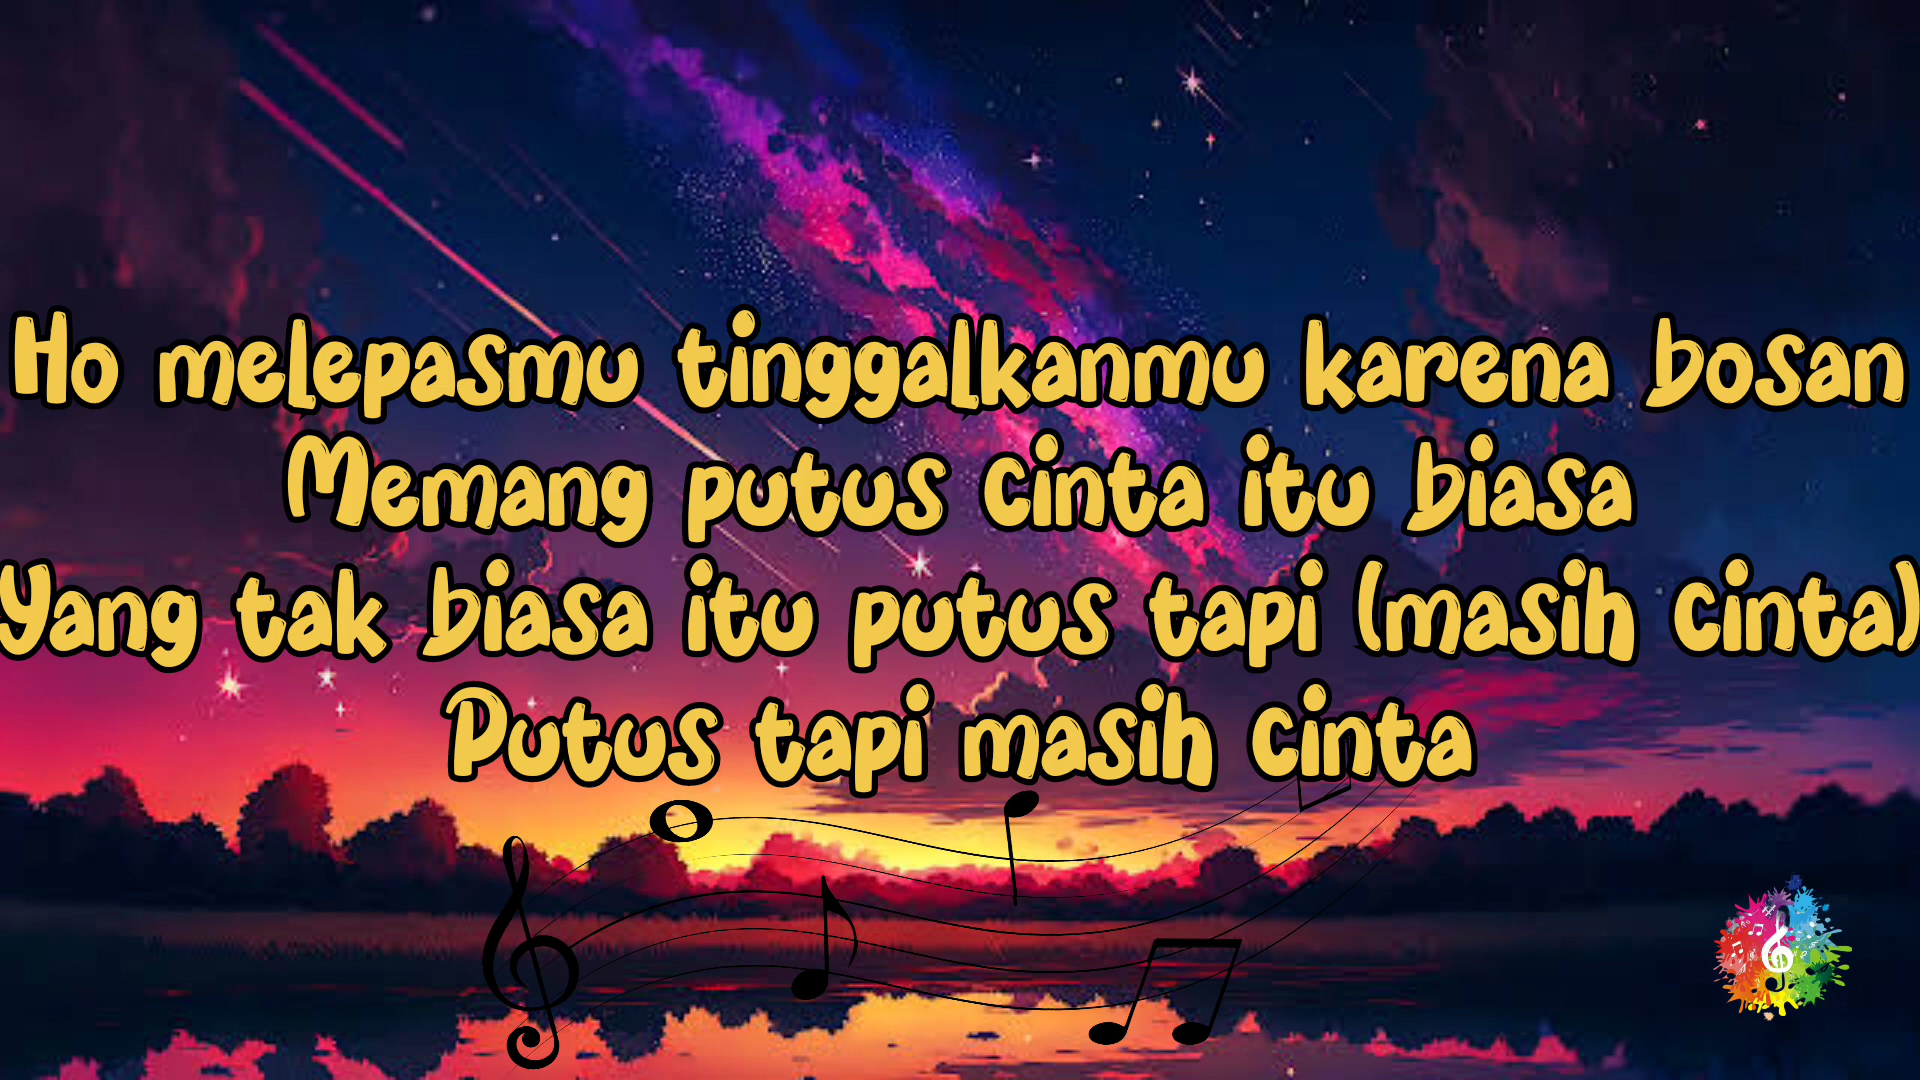 Ho melepasmu tinggalkanmu karena bosan
Memang putus cinta itu biasa
Yang tak biasa itu putus tapi (masih cinta)
Putus tapi masih cinta